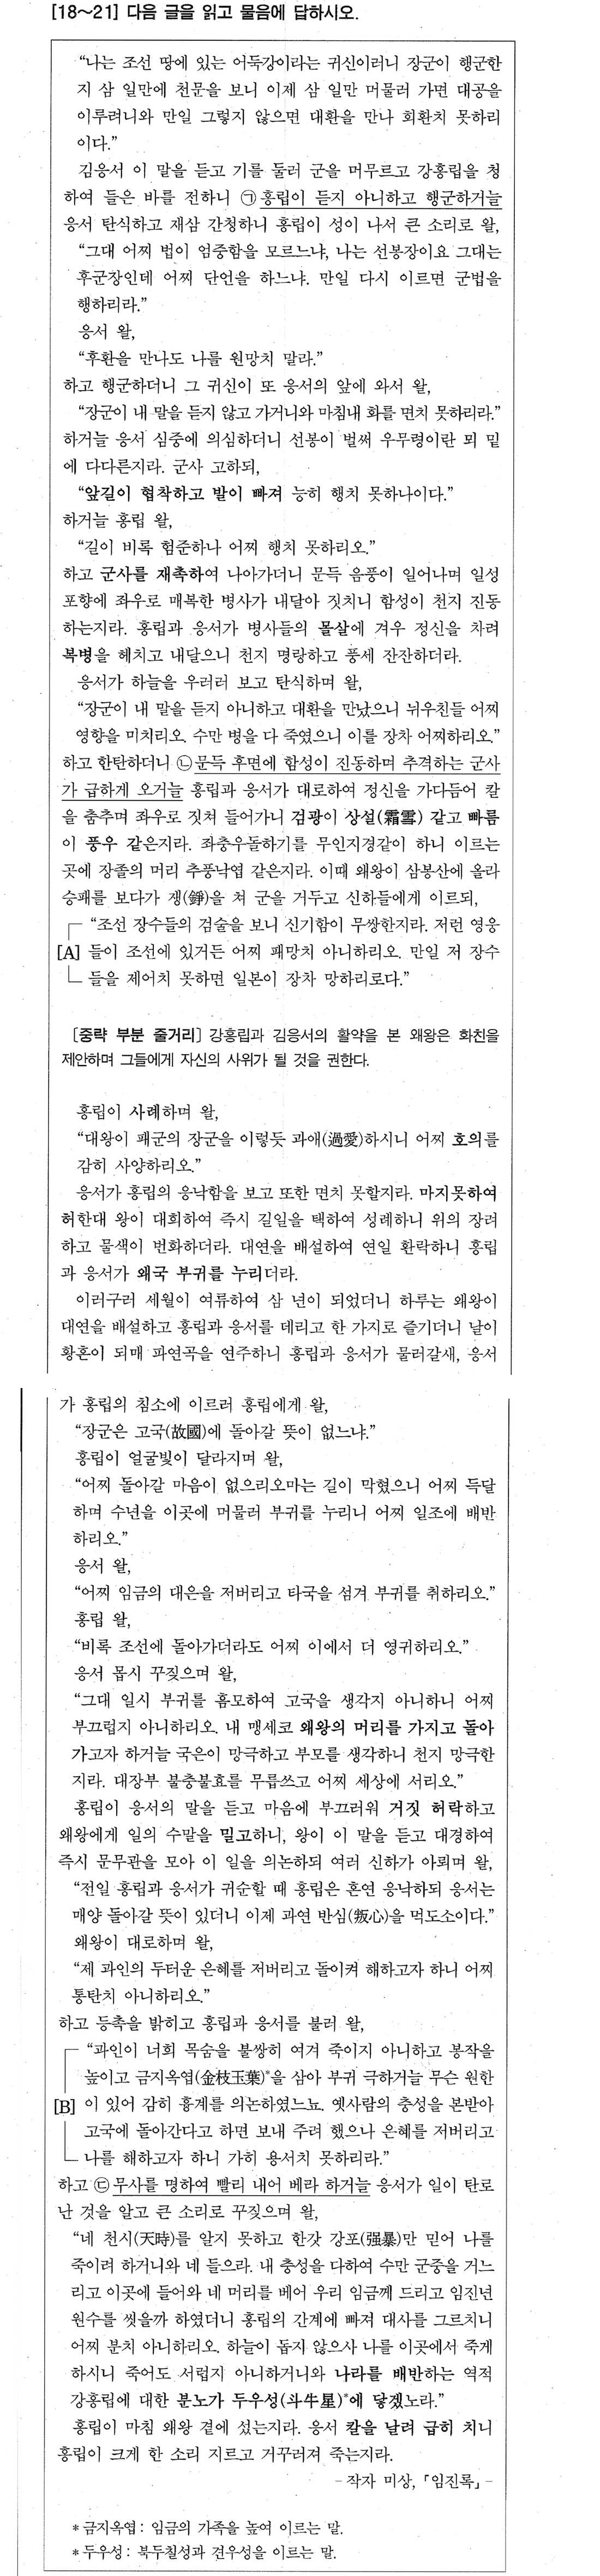 [18~21] 다음 글을 읽고 물음에 답하시오.
“나는 조선 땅에 있는 어둑강이라는 귀신이러니 장군이 행군한
지 삼 일만에 천문을 보니 이제 삼 일만 머물러 가면 대공을
이루려니와 만일 그렇지 않으면 대환을 만나 회환치 못하리
이다.”
김응서 이 말을 듣고 기를 둘러 군을 머무르고 강홍립을 청
하여 들은 바를 전하니 ㉠홍립이 듣지 아니하고 행군하거늘
응서 탄식하고 재삼 간청하니 홍립이 성이 나서 큰 소리로 왈,
“그대 어찌 법이 엄중함을 모르느냐, 나는 선봉장이요 그대는
후군장인데 어찌 단언을 하느냐. 만일 다시 이르면 군법을
행하리라.”
응서 왈,
“후환을 만나도 나를 원망치 말라.”
하고 행군하더니 그 귀신이 또 응서의 앞에 와서 왈,
“장군이 내 말을 듣지 않고 가거니와 마침내 화를 면치 못하리라.”
하거늘 응서 심중에 의심하더니 선봉이 벌써 우무령이란 뫼 밑
에 다다른지라. 군사 고하되,
“앞길이 협착하고 발이 빠져 능히 행치 못하나이다.”
하거늘 홍립 왈,
“길이 비록 험준하나 어찌 행치 못하리오.”
하고 군사를 재촉하여 나아가더니 문득 음풍이 일어나며 일성
포향에 좌우로 매복한 병사가 내달아 짓치니 함성이 천지 진동
하는지라. 홍립과 응서가 병사들의 몰살에 겨우 정신을 차려
복병을 헤치고 내달으니 천지 명랑하고 풍세 잔잔하더라.
응서가 하늘을 우러러 보고 탄식하며 왈,
“장군이 내 말을 듣지 아니하고 대환을 만났으니 뉘우친들 어찌
영향을 미치리오. 수만 병을 다 죽였으니 이를 장차 어찌하리오.”
하고 한탄하더니 ㉡문득 후면에 함성이 진동하며 추격하는 군사
가 급하게 오거늘 홍립과 응서가 대로하여 정신을 가다듬어 칼
을 춤추며 좌우로 짓쳐 들어가니 검광이 상설(霜雪) 같고 빠름
이 풍우 같은지라. 좌충우돌하기를 무인지경같이 하니 이르는
곳에 장졸의 머리 추풍낙엽 같은지라. 이때 왜왕이 삼봉산에 올라
승패를 보다가 쟁(錚)을 쳐 군을 거두고 신하들에게 이르되,
“조선 장수들의 검술을 보니 신기함이 무쌍한지라. 저런 영웅
[A] 들이 조선에 있거든 어찌 패망치 아니하리오. 만일 저 장수
들을 제어치 못하면 일본이 장차 망하리로다.”
[중략 부분 줄거리] 강홍립과 김응서의 활약을 본 왜왕은 화친을
제안하며 그들에게 자신의 사위가 될 것을 권한다.
홍립이 사례하며 왈,
“대왕이 패군의 장군을 이렇듯 과애(過愛)하시니 어찌 호의를
감히 사양하리오.”
응서가 홍립의 응낙함을 보고 또한 면치 못할지라. 마지못하여
허한대 왕이 대희하여 즉시 길일을 택하여 성례하니 위의 장려
하고 물색이 번화하더라. 대연을 배설하여 연일 환락하니 홍립
과 응서가 왜국 부귀를 누리더라.
이러구러 세월이 여류하여 삼 년이 되었더니 하루는 왜왕이
대연을 배설하고 홍립과 응서를 데리고 한 가지로 즐기더니 날이
황혼이 되매 파연곡을 연주하니 홍립과 응서가 물러갈새, 응서
가 홍립의 침소에 이르러 홍립에게 왈,
“장군은 고국(故國)에 돌아갈 뜻이 없느냐.”
홍립이 얼굴빛이 달라지며 왈,
“어찌 돌아갈 마음이 없으리오마는 길이 막혔으니 어찌 득달
하며 수년을 이곳에 머물러 부귀를 누리니 어찌 일조에 배반
하리오.”
응서 왈,
“어찌 임금의 대은을 저버리고 타국을 섬겨 부귀를 취하리오.”
홍립 왈,
“비록 조선에 돌아가더라도 어찌 이에서 더 영귀하리오.”
응서 몹시 꾸짖으며 왈,
“그대 일시 부귀를 흠모하여 고국을 생각지 아니하니 어찌
부끄럽지 아니하리오. 내 맹세코 왜왕의 머리를 가지고 돌아
가고자 하거늘 국은이 망극하고 부모를 생각하니 천지 망극한
지라. 대장부 불충불효를 무릅쓰고 어찌 세상에 서리오.”
홍립이 응서의 말을 듣고 마음에 부끄러워 거짓 허락하고
왜왕에게 일의 수말을 밀고하니, 왕이 이 말을 듣고 대경하여
즉시 문무관을 모아 이 일을 의논하되 여러 신하가 아뢰며 왈,
“전일 홍립과 응서가 귀순할 때 홍립은 혼연 응낙하되 응서는
매양 돌아갈 뜻이 있더니 이제 과연 반심(叛心)을 먹도소이다.”
왜왕이 대로하며 왈,
“제 과인의 두터운 은혜를 저버리고 돌이켜 해하고자 하니 어찌
통탄치 아니하리오.”
하고 등촉을 밝히고 홍립과 응서를 불러 왈,
“과인이 너희 목숨을 불쌍히 여겨 죽이지 아니하고 봉작을
높이고 금지옥엽(金枝玉葉)*을 삼아 부귀 극하거늘 무슨 원한
[B] 이 있어 감히 흉계를 의논하였느뇨. 옛사람의 충성을 본받아
고국에 돌아간다고 하면 보내 주려 했으나 은혜를 저버리고
나를 해하고자 하니 가히 용서치 못하리라.”
하고 ㉢무사를 명하여 빨리 내어 베라 하거늘 응서가 일이 탄로
난 것을 알고 큰 소리로 꾸짖으며 왈,
“네 천시(天時)를 알지 못하고 한갓 강포(强暴)만 믿어 나를
죽이려 하거니와 네 들으라. 내 충성을 다하여 수만 군중을 거느
리고 이곳에 들어와 네 머리를 베어 우리 임금께 드리고 임진년
원수를 씻을까 하였더니 홍립의 간계에 빠져 대사를 그르치니
어찌 분치 아니하리오. 하늘이 돕지 않으사 나를 이곳에서 죽게
하시니 죽어도 서럽지 아니하거니와 나라를 배반하는 역적
강홍립에 대한 분노가 두우성(斗牛星)*에 닿겠노라.”
홍립이 마침 왜왕 곁에 섰는지라. 응서 칼을 날려 급히 치니
홍립이 크게 한 소리 지르고 거꾸러져 죽는지라.
- 작자 미상, 「임진록」 -
* 금지옥엽: 임금의 가족을 높여 이르는 말.
* 두우성: 북두칠성과 견우성을 이르는 말.